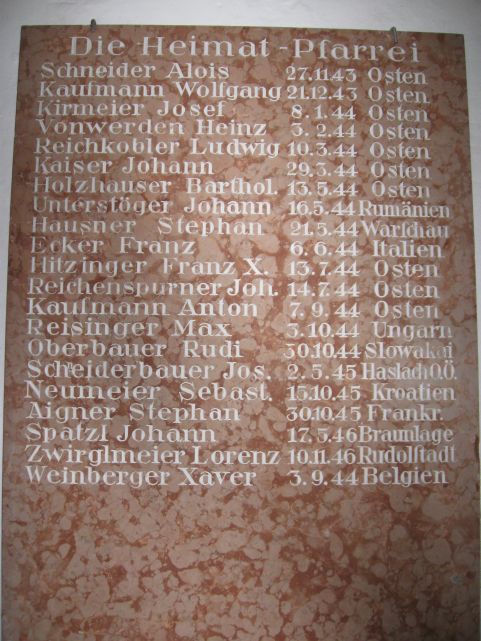 Die Heimat-Pfarrei
Schneider Alois 27.11.43 Osten
Kaufmann Wolfgang 21.12.43 Osten
Kirmeier Josef 8.1.44 Osten
Vonwerden Heinz 3.2.44 Osten
Reichkobler Ludwig 10.3.44 Osten
Kaiser Johann 29.3.44 Osten
Holzhauser Barthol. 13.5.44 Osten
Unterstöger Johann 16.5.44 Rumänien
Hausner Stephan 21.5.44 Warschau
Ecker Franz 6.6.44 Italien
Hitzinger Franz X. 13.7.44 Osten
Reichenspurner Joh. 14.7.44 Osten
Kaufmann Anton 7.9.44 Osten
Reisinger Max 3.10.44 Ungarn
Oberbauer Rudi 30.10.44 Slowakei
Scheiderbauer Jos. 2.5.45 Haslach O.Ö.
Neumeier Sebast. 15.10.45 Kroatien
Aigner Stephan 30.10.45 Frankr.
Spatzl Johann 17.5.46 Braunlage
Zwirglmeier Lorenz 10.11.46 Rudolstadt
Weinberger Xaver 3.9.44 Belgien